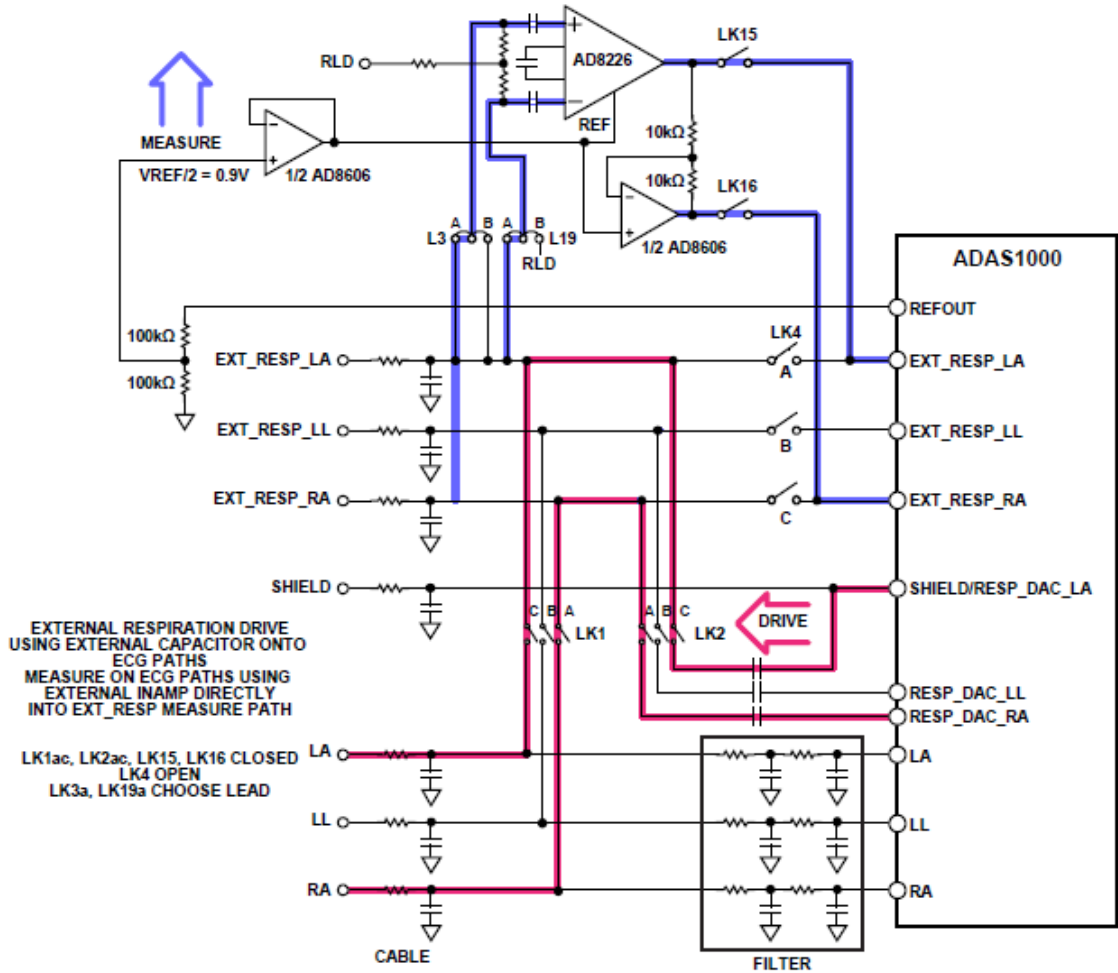 LK15
RLD
AD8226
MEASURE
REF
VREF/2 = 0.9V
1/2 AD8606
10kΩ
10kΩ
LK16
1/2 AD8606
A
B
A
B
L3
L19
RLD
ADAS1000
REFOUT
100kΩ
100kΩ
LK4
EXT_RESP_LA
A
EXT_RESP_LA
EXT_RESP_LL
B
EXT_RESP_LL
EXT_RESP_RA
C
EXT_RESP_RA
SHIELD
SHIELD/RESP_DAC_LA
C
B
A
LK1
A
B
C
LK2
DRIVE
EXTERNAL RESPIRATION DRIVE
USING EXTERNAL CAPACITOR ONTO
ECG PATHS
MEASURE ON ECG PATHS USING
EXTERNAL INAMP DIRECTLY
INTO EXT_RESP MEASURE PATH
RESP_DAC_LL
RESP_DAC_RA
LK1ac, LK2ac, LK15, LK16 CLOSED
LK4 OPEN
LK3a, LK19a CHOOSE LEAD
LA
LA
LL
LL
RA
RA
CABLE
FILTER